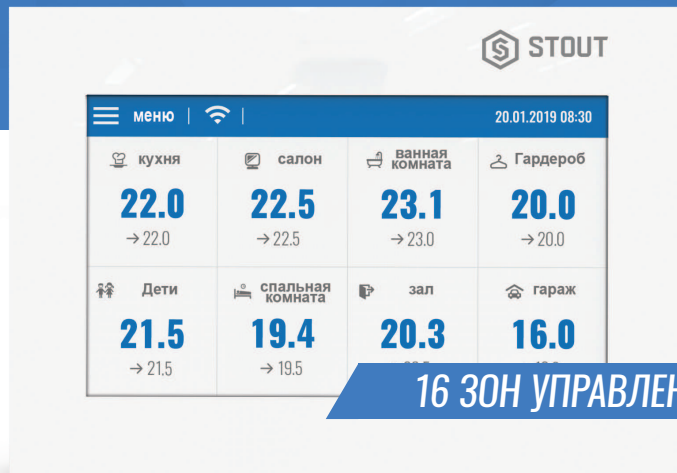 STOUT
меню | |
20.01.2019 08:30
кухня
22.0
→ 22.0
салон
22.5
→ 22.5
ванная
комната
23.1
→ 23.0
Гардероб
20.0
→ 20.0
Дети
21.5
→ 21.5
спальная
комната
19.4
→ 19.5
зал
20.3
гараж
16.0
16 ЗОН УПРАВЛЕН